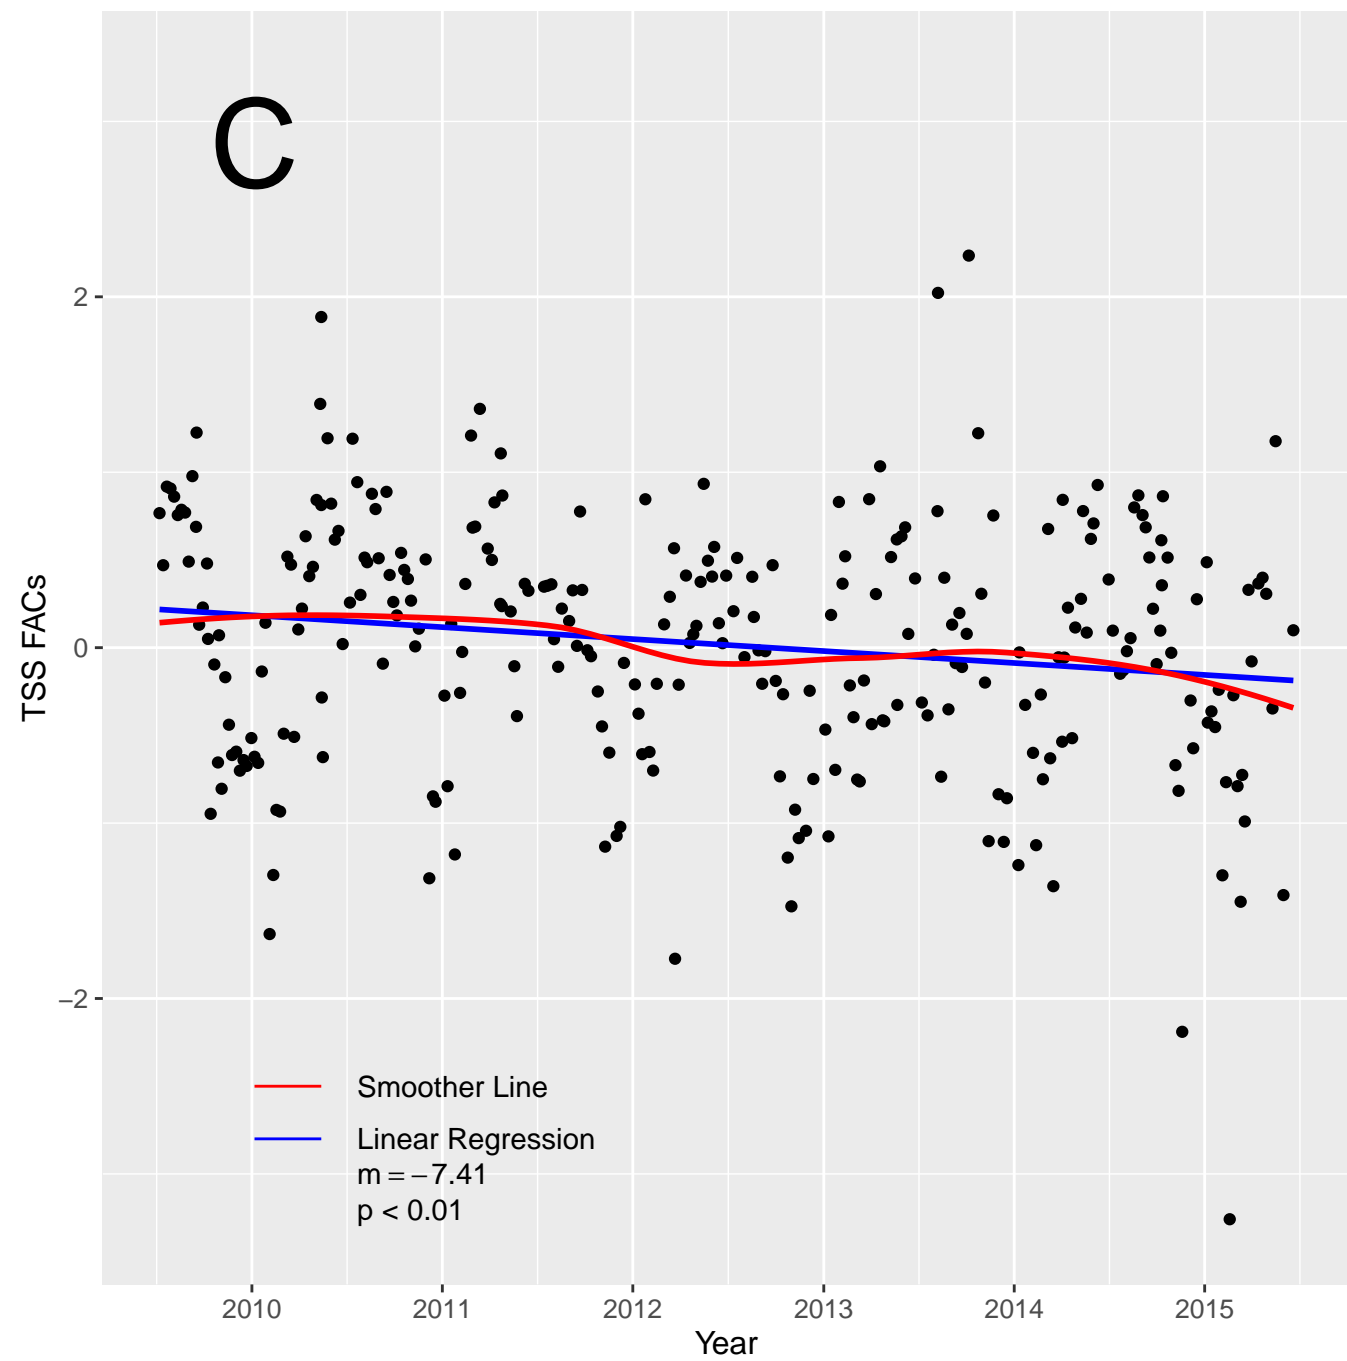 C
2
0
−2
TSS FACs
Smoother Line
Linear Regression
m = −7.41
p < 0.01
2010 2011 2012 2013 2014 2015
Year